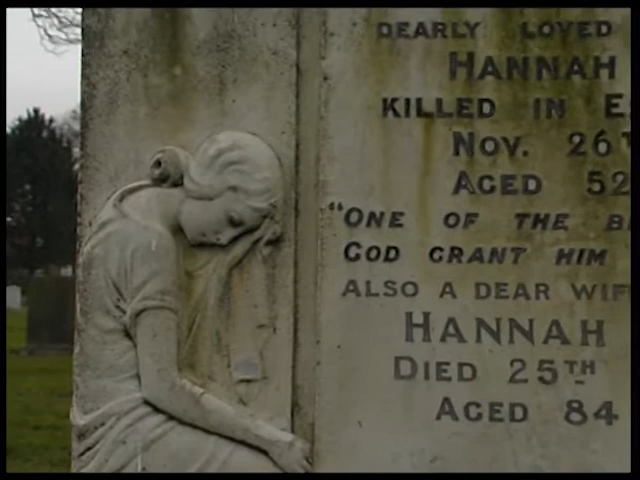 DEARLY LOVED
HANNAH
KILLED IN
NOV. 26
AGED 52
"ONE OF THE
GOD GRANT HIM
ALSO A DEAR WIF
HANNAH
DIED 25TH
AGED 84